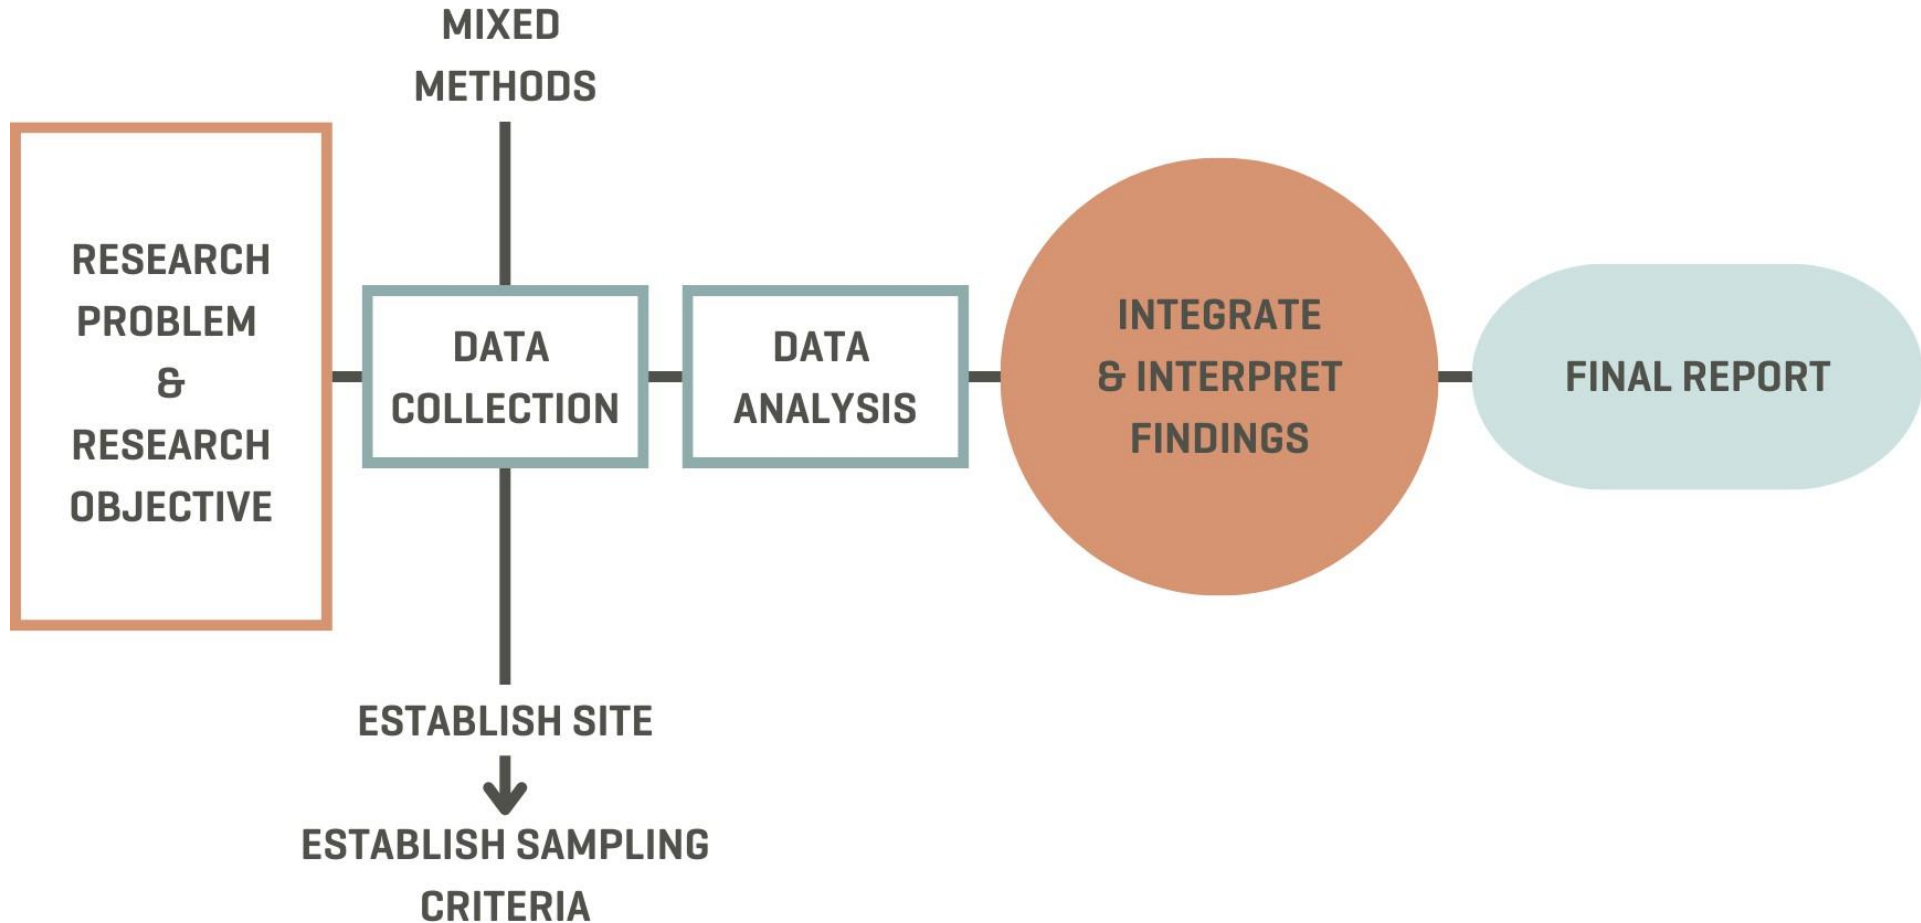 MIXED
METHODS
RESEARCH
PROBLEM
&
RESEARCH
OBJECTIVE
DATA
COLLECTION
DATA
ANALYSIS
INTEGRATE
& INTERPRET
FINDINGS
FINAL REPORT
ESTABLISH SITE
ESTABLISH SAMPLING
CRITERIA